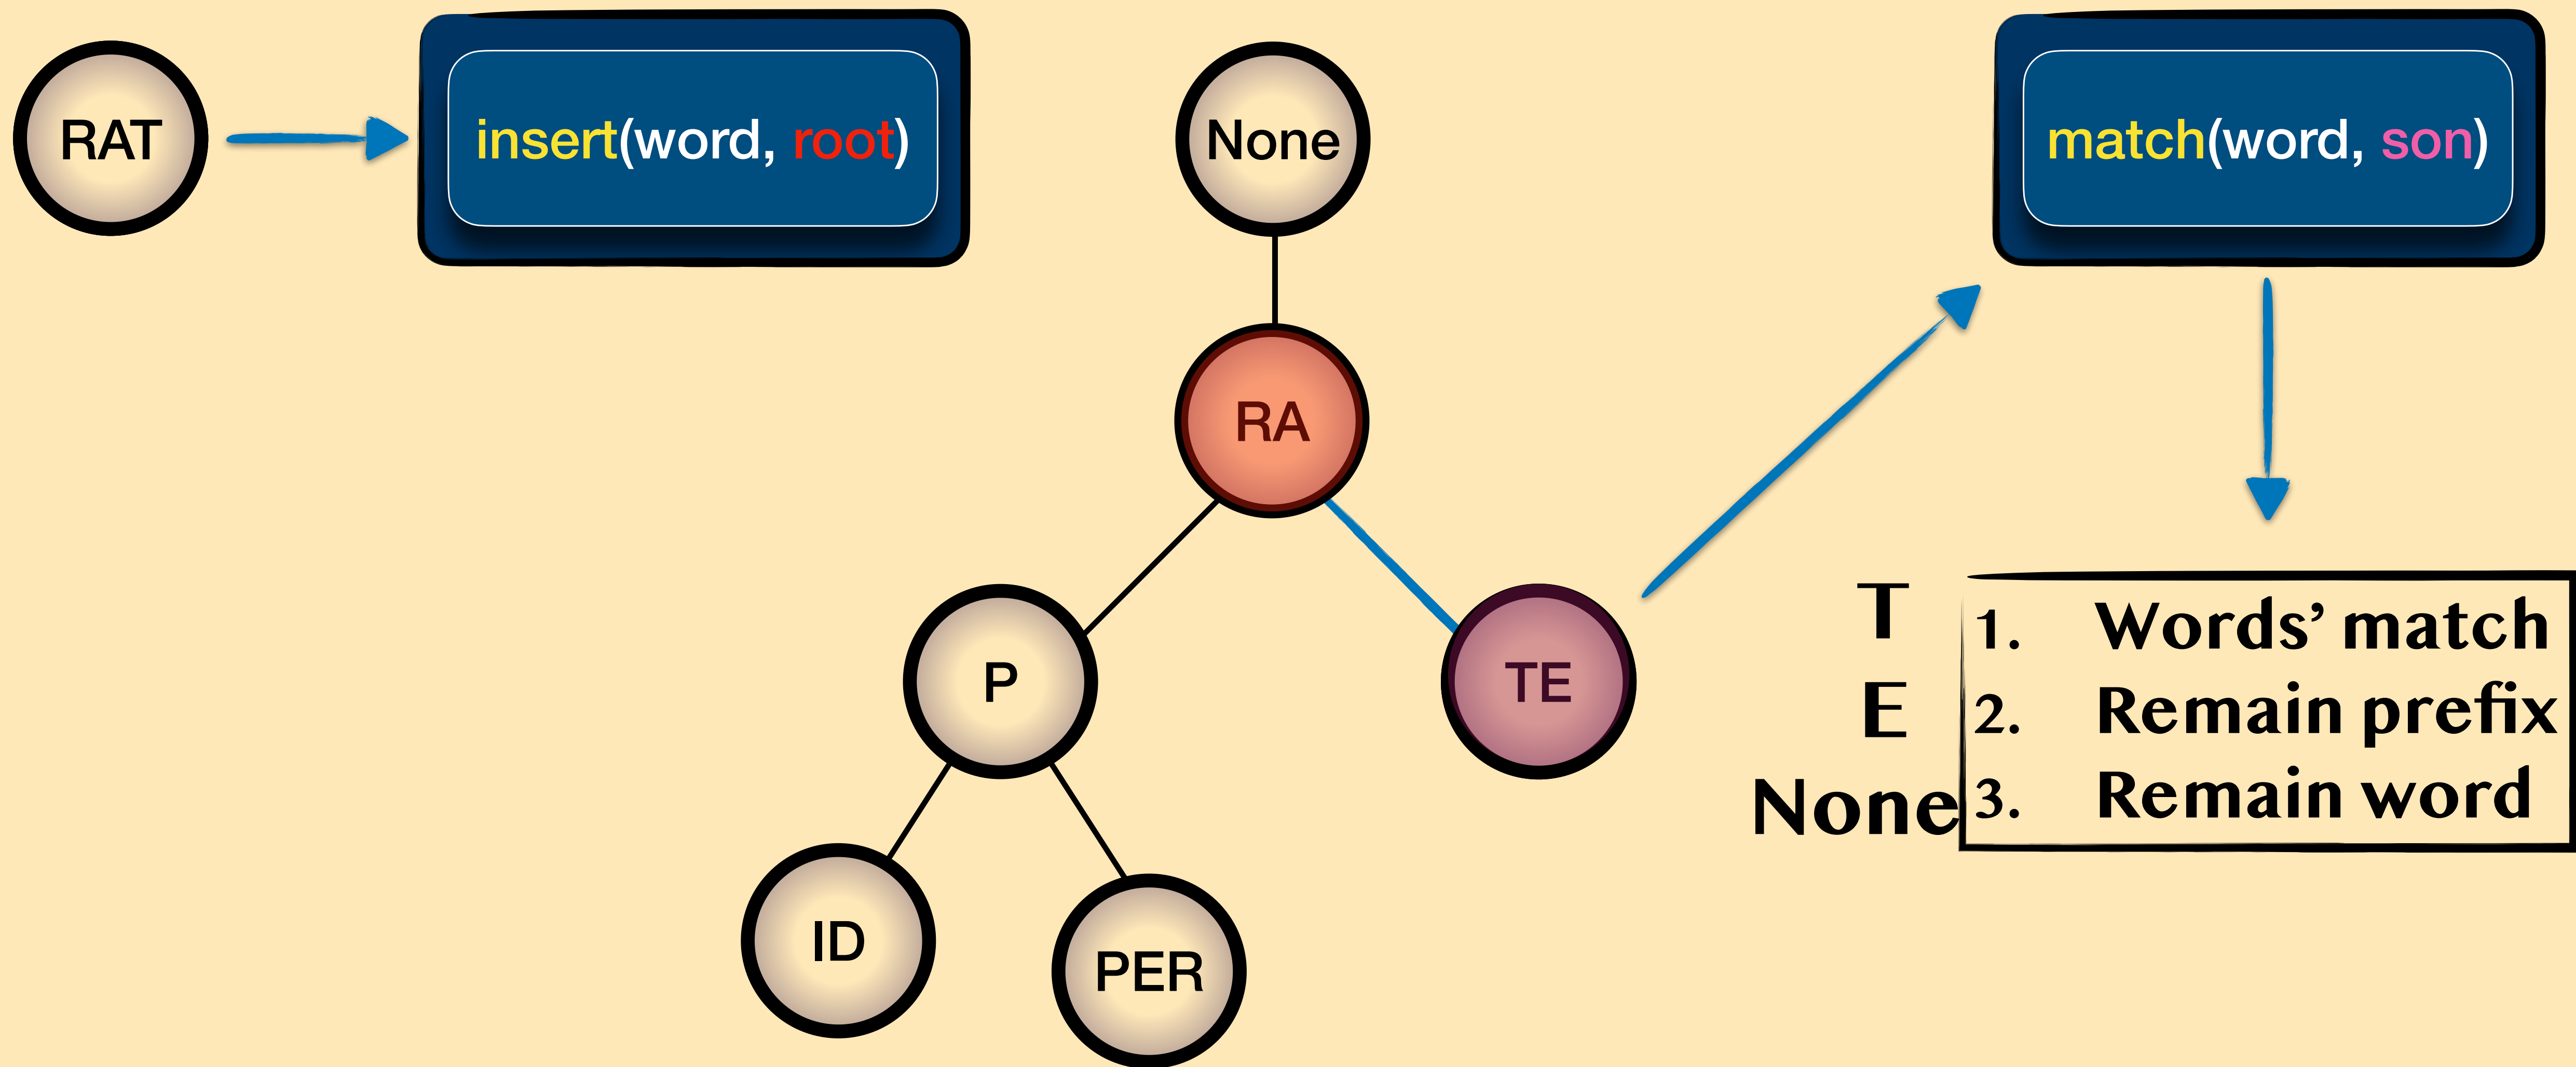 RAT
insert(word, root)
None
match(word, son)
RA
P
TE
ID
PER
T
1. Words’ match
E
2. Remain prefix
None
3. Remain word